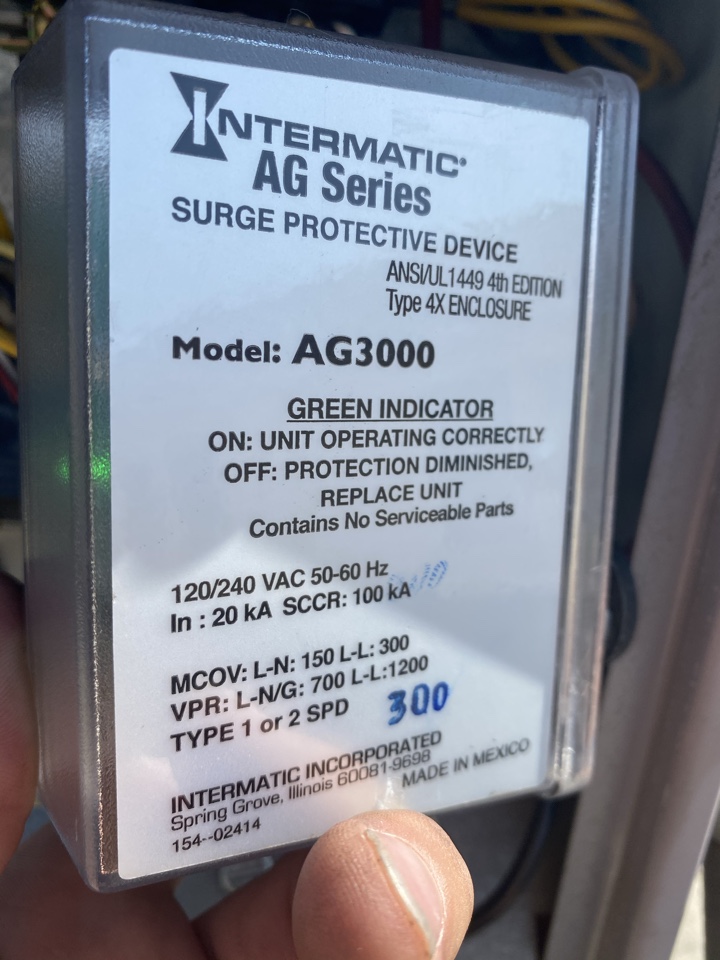 INTERMATIC®
AG Series
SURGE PROTECTIVE DEVICE
ANSI/UL1449 4th EDITION
Type 4X ENCLOSURE
Model: AG3000
GREEN INDICATOR
ON: UNIT OPERATING CORRECTLY
OFF: PROTECTION DIMINISHED,
REPLACE UNIT
Contains No Serviceable Parts
120/240 VAC 50-60 Hz
In : 20 kA SCCR: 100 kA
MCOV: L-N: 150 L-L: 300
VPR: L-N/G: 700 L-L:1200
TYPE 1 or 2 SPD
300
INTERMATIC INCORPORATED
Spring Grove, Illinois 60081-9698
MADE IN MEXICO
154--02414